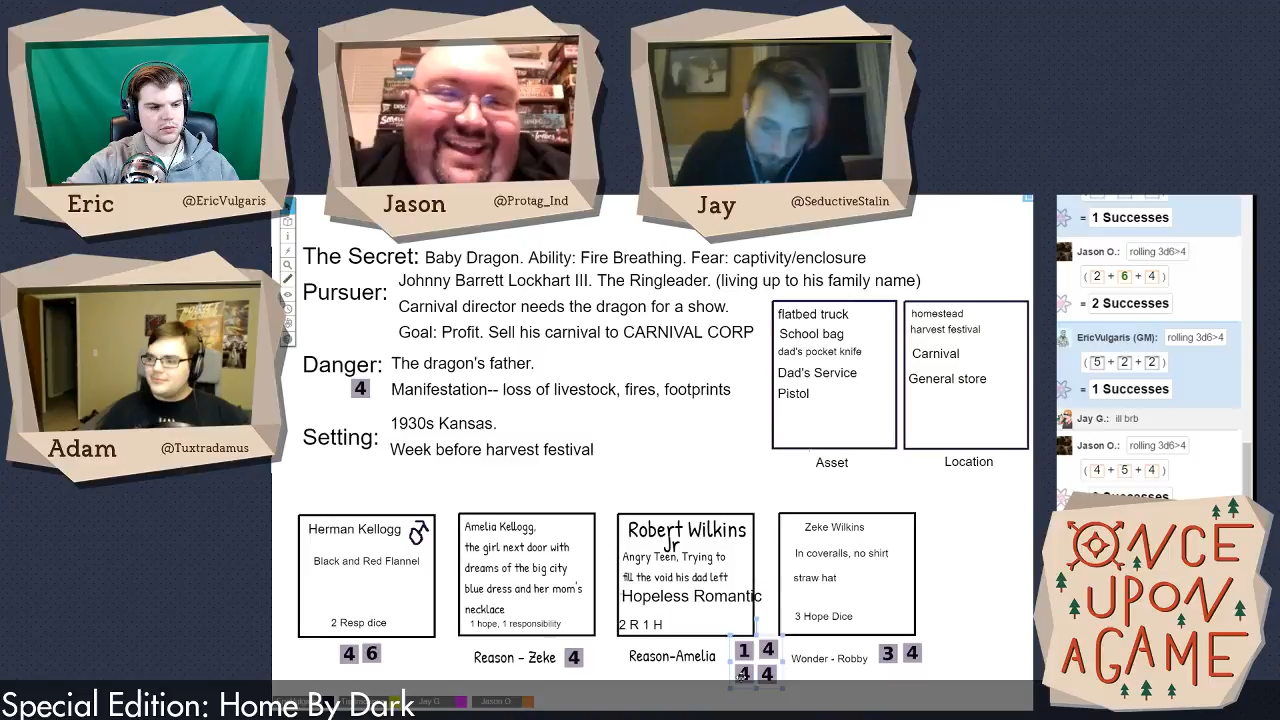 Eric @EricVulgaris
Jason @Protag_Ind
Jay @SeductiveStalin
Adam @Tuxtradamus
The Secret: Baby Dragon. Ability: Fire Breathing. Fear: captivity/enclosure
Pursuer: Johnny Barrett Lockhart III. The Ringleader. (living up to his family name)
Carnival director needs the dragon for a show.
Goal: Profit. Sell his carnival to CARNIVAL CORP
Danger: The dragon's father.
4 Manifestation-- loss of livestock, fires, footprints
Setting: 1930s Kansas.
Week before harvest festival
flatbed truck
School bag
dad's pocket knife
Dad's Service
Pistol
Asset
homestead
harvest festival
Carnival
General store
Location
Herman Kellogg
Black and Red Flannel
2 Resp dice
4 6
Amelia Kellogg,
the girl next door with
dreams of the big city
blue dress and her mom's
necklace
1 hope, 1 responsibility
Reason - Zeke 4
Robert Wilkins
Jr
Angry Teen, Trying to
fill the void his dad left
Hopeless Romantic
2 R 1 H
Reason-Amelia
1 4
4 4
Zeke Wilkins
In coveralls, no shirt
straw hat
3 Hope Dice
Wonder - Robby 3 4
= 1 Successes
Jason O.: rolling 3d6>4
( 2 + 6 + 4 )
= 2 Successes
EricVulgaris (GM): rolling 3d6>4
( 5 + 2 + 2 )
= 1 Successes
Jay G.: ill brb
Jason O.: rolling 3d6>4
( 4 + 5 + 4 )
ONCE
UPON
A GAME
Jay G
Jason O
Special Edition: Home By Dark